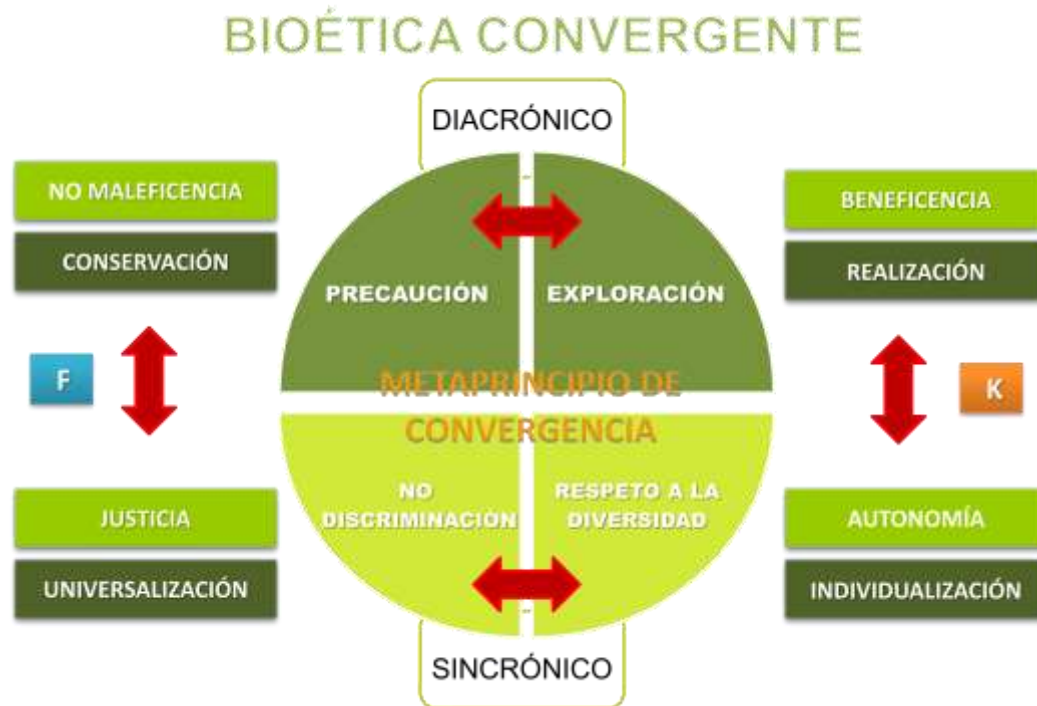 BIOÉTICA CONVERGENTE
DIACRÓNICO
NO MALEFICENCIA
CONSERVACIÓN
BENEFICENCIA
REALIZACIÓN
PRECAUCIÓN
EXPLORACIÓN
F
K
METAPRINCIPIO DE
CONVERGENCIA
NO
DISCRIMINACIÓN
RESPETO A LA
DIVERSIDAD
JUSTICIA
UNIVERSALIZACIÓN
AUTONOMÍA
INDIVIDUALIZACIÓN
SINCRÓNICO